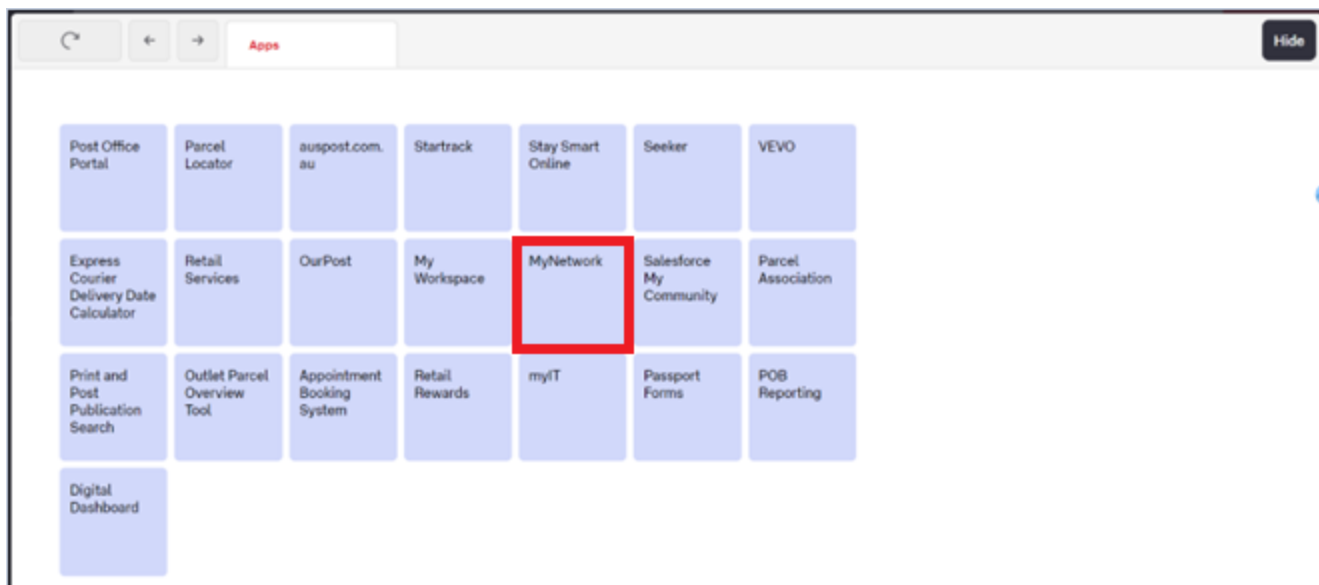 Apps
Hide
Post Office
Portal
Parcel
Locator
auspost.com.
au
Startrack
Stay Smart
Online
Seeker
VEVO
Express
Courier
Delivery Date
Calculator
Retail
Services
OurPost
My
Workspace
MyNetwork
Salesforce
My
Community
Parcel
Association
Print and
Post
Publication
Search
Outlet Parcel
Overview
Tool
Appointment
Booking
System
Retail
Rewards
myIT
Passport
Forms
POB
Reporting
Digital
Dashboard